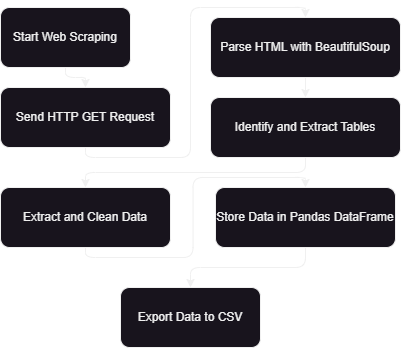 Start Web Scraping
Send HTTP GET Request
Parse HTML with BeautifulSoup
Identify and Extract Tables
Extract and Clean Data
Store Data in Pandas DataFrame
Export Data to CSV